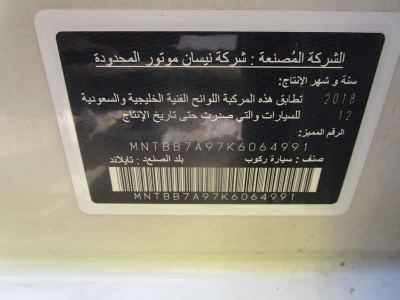 الشركة المُصنعة : شركة نيسان موتور المحدودة
سنة و شهر الإنتاج:
2018 تطابق هذه المركبة اللوائح الفنية الخليجية والسعودية
12 للسيارات والتي صدرت حتى تاريخ الإنتاج
الرقم المميز:
MNTBB7A97K6064991
صنف : سيارة ركوب بلد الصنع: تايلاند
MNTBB7A97K6064991